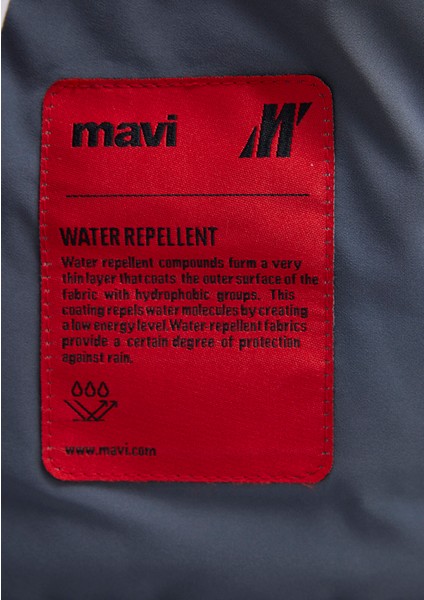 mavi M
WATER REPELLENT
Water repellent compounds form a very
thin layer that coats the outer surface of the
fabric with hydrophobic groups. This
coating repels water molecules by creating
a low energy level. Water repellent fabrics
provide a certain degree of protection
against rain.
www.mavi.com